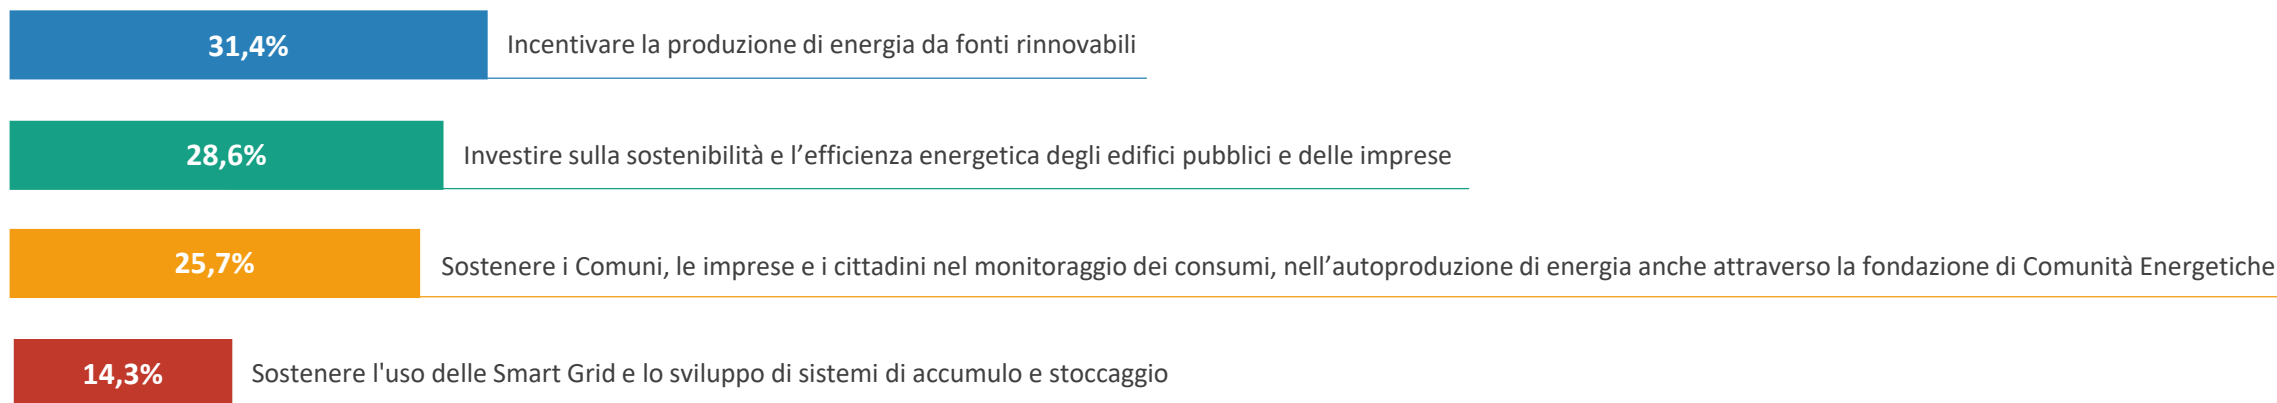 31,4% Incentivare la produzione di energia da fonti rinnovabili
28,6% Investire sulla sostenibilità e l’efficienza energetica degli edifici pubblici e delle imprese
25,7% Sostenere i Comuni, le imprese e i cittadini nel monitoraggio dei consumi, nell’autoproduzione di energia anche attraverso la fondazione di Comunità Energetiche
14,3% Sostenere l'uso delle Smart Grid e lo sviluppo di sistemi di accumulo e stoccaggio